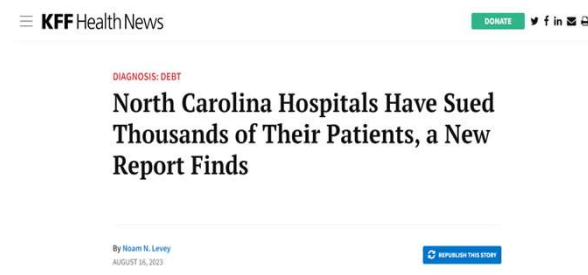 KFF Health News
DONATE
DIAGNOSIS: DEBT
North Carolina Hospitals Have Sued
Thousands of Their Patients, a New
Report Finds
By Noam N. Levey
AUGUST 16, 2023
REPUBLISH THIS STORY